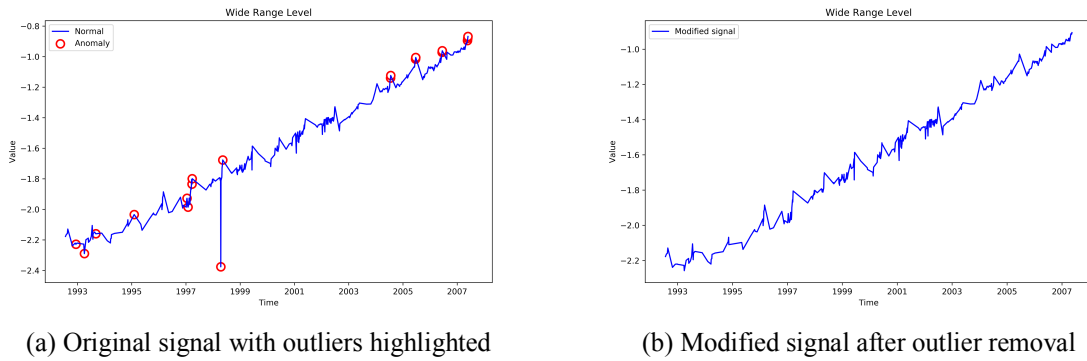 Wide Range Level
Normal
Anomaly
−0.8
−1.0
−1.2
−1.4
−1.6
−1.8
−2.0
−2.2
−2.4
Value
1993 1995 1997 1999 2001 2003 2005 2007
Time
(a) Original signal with outliers highlighted
Wide Range Level
Modified signal
−1.0
−1.2
−1.4
−1.6
−1.8
−2.0
−2.2
Value
1993 1995 1997 1999 2001 2003 2005 2007
Time
(b) Modified signal after outlier removal